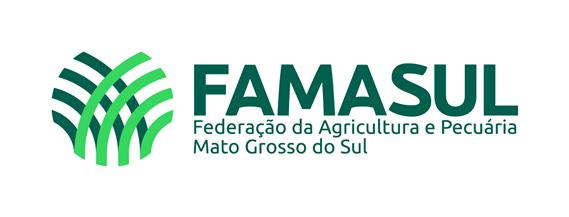 FAMASUL
Federação da Agricultura e Pecuária
Mato Grosso do Sul